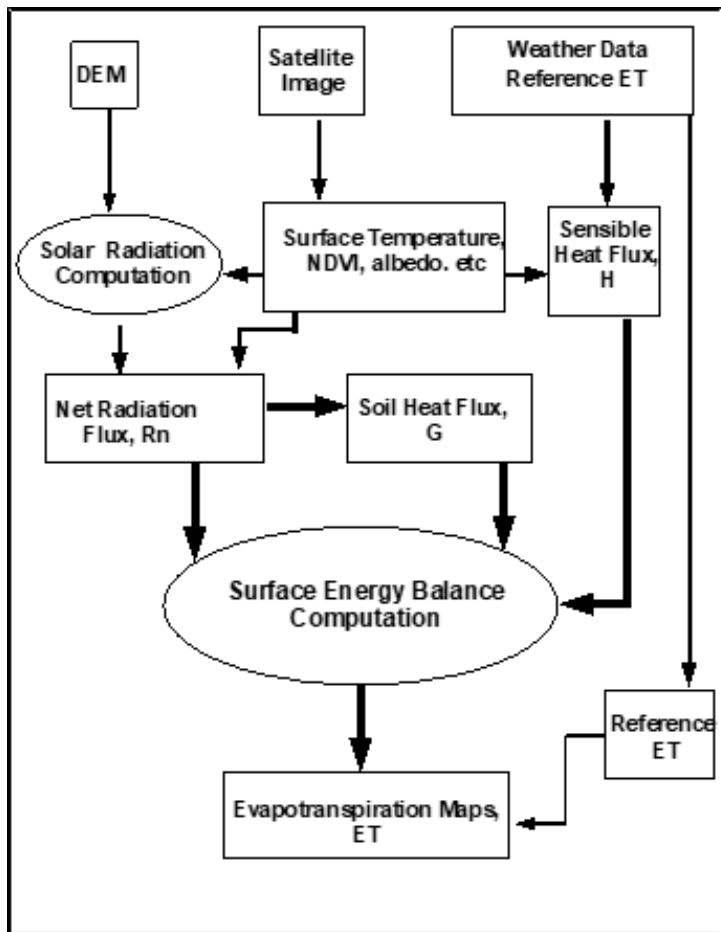 DEM
Satellite
Image
Weather Data
Reference ET
Solar Radiation
Computation
Surface Temperature,
NDVI, albedo. etc
Sensible
Heat Flux,
H
Net Radiation
Flux, Rn
Soil Heat Flux,
G
Surface Energy Balance
Computation
Reference
ET
Evapotranspiration Maps,
ET